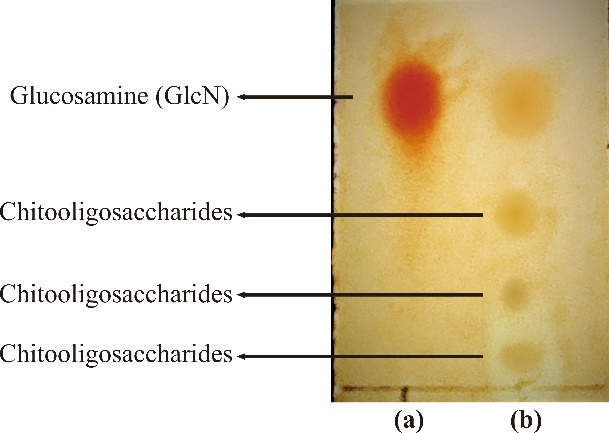 Glucosamine (GlcN)
Chitooligosaccharides
Chitooligosaccharides
Chitooligosaccharides
(a) (b)